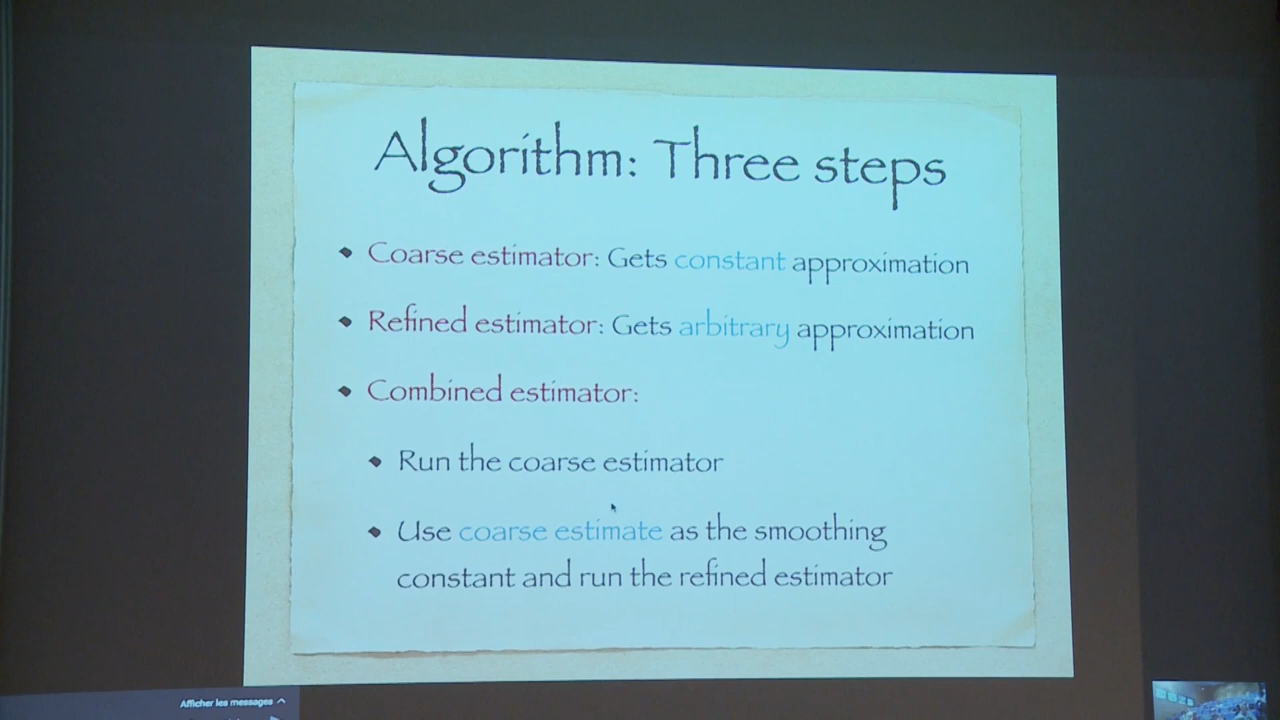 Algorithm: Three steps
Coarse estimator: Gets constant approximation
Refined estimator: Gets arbitrary approximation
Combined estimator:
Run the coarse estimator
Use coarse estimate as the smoothing
constant and run the refined estimator
Afficher les messages